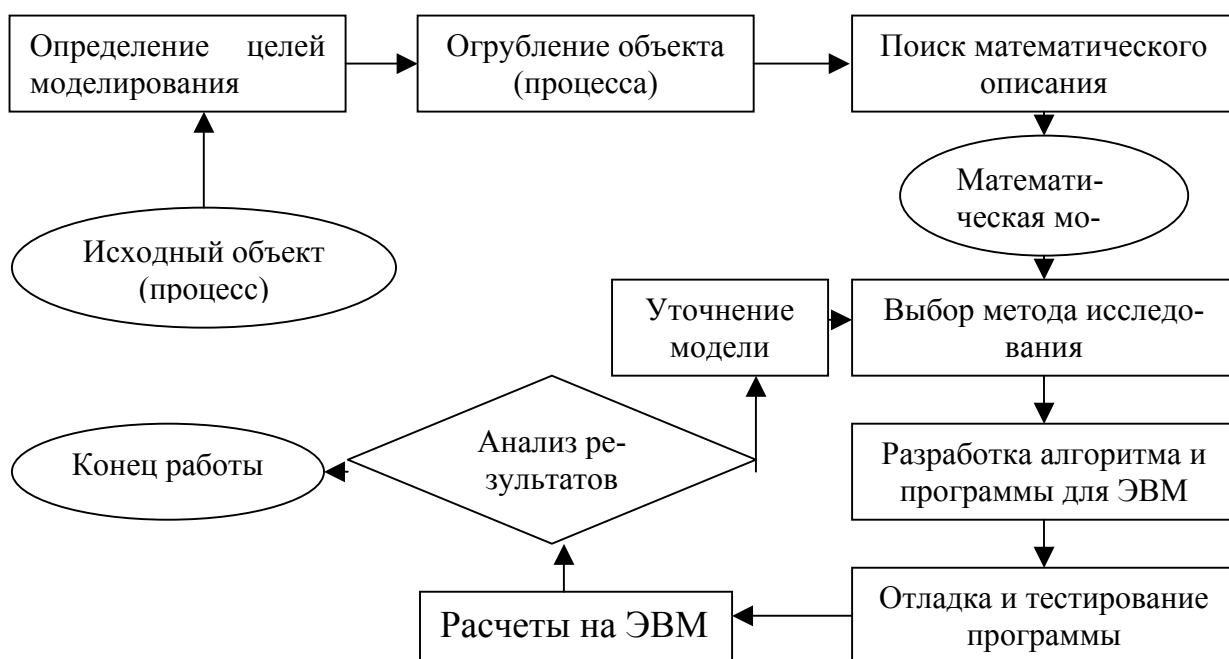 Определение целей
моделирования
Огрубление объекта
(процесса)
Поиск математического
описания
Математи-
ческая мо-
Исходный объект
(процесс)
Уточнение
модели
Выбор метода исследо-
вания
Анализ ре-
зультатов
Конец работы
Разработка алгоритма и
программы для ЭВМ
Расчеты на ЭВМ
Отладка и тестирование
программы